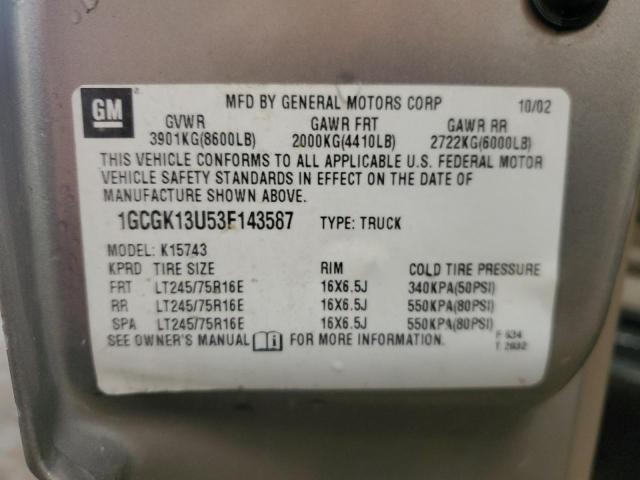 GM
MFD BY GENERAL MOTORS CORP 10/02
GVWR GAWR FRT GAWR RR
3901KG(8600LB) 2000KG(4410LB) 2722KG(6000LB)
THIS VEHICLE CONFORMS TO ALL APPLICABLE U.S. FEDERAL MOTOR
VEHICLE SAFETY STANDARDS IN EFFECT ON THE DATE OF
MANUFACTURE SHOWN ABOVE.
1GCGK13U53F143587 TYPE: TRUCK
MODEL: K15743
KPRD TIRE SIZE RIM COLD TIRE PRESSURE
FRT LT245/75R16E 16X6.5J 340KPA(50PSI)
RR LT245/75R16E 16X6.5J 550KPA(80PSI)
SPA LT245/75R16E 16X6.5J 550KPA(80PSI)
SEE OWNER'S MANUAL FOR MORE INFORMATION.